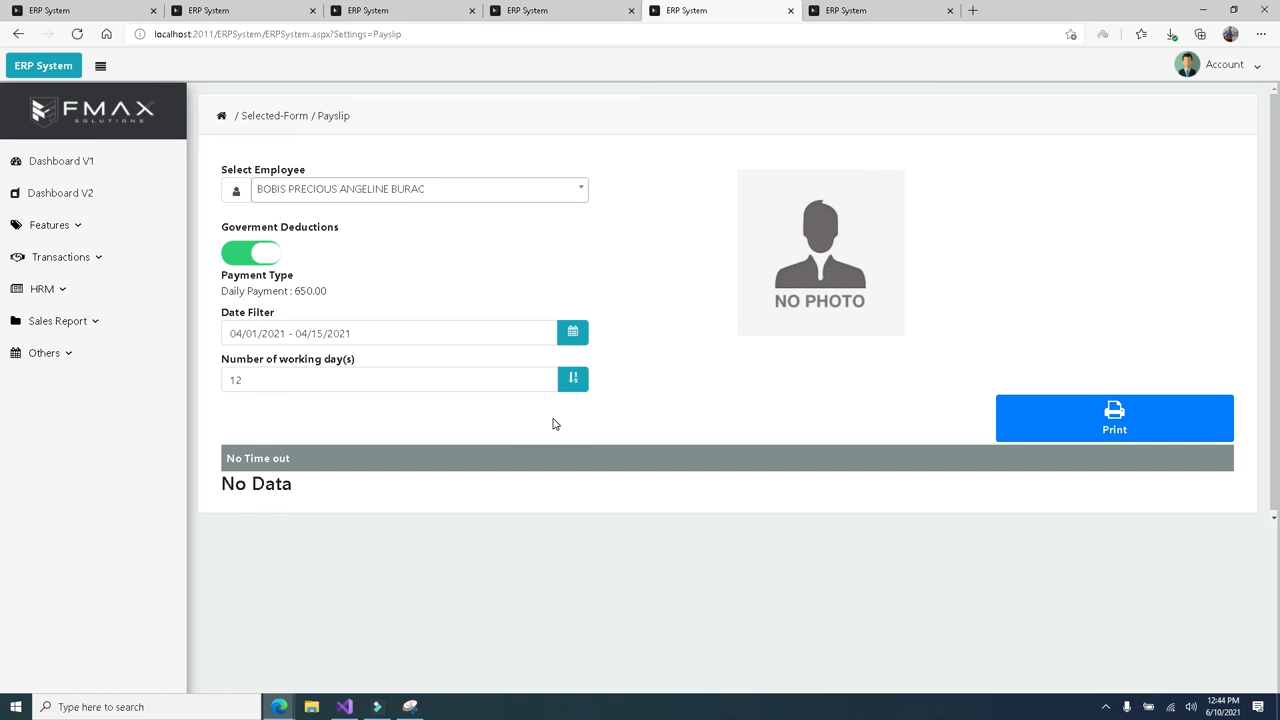 ERP System
ERP System
ERP System
ERP System
ERP System
ERP System
localhost:2011/ERPSystem/ERPSystem.aspx?Settings=Payslip
ERP System
Account
FMAX
SOLUTIONS
/ Selected-Form / Payslip
Dashboard V1
Dashboard V2
Features
Transactions
HRM
Sales Report
Others
Select Employee
BOBIS PRECIOUS ANGELINE BURAC
Goverment Deductions
Payment Type
Daily Payment : 650.00
Date Filter
04/01/2021 - 04/15/2021
Number of working day(s)
12
NO PHOTO
Print
No Time out
No Data
Type here to search
12:44 PM
6/10/2021